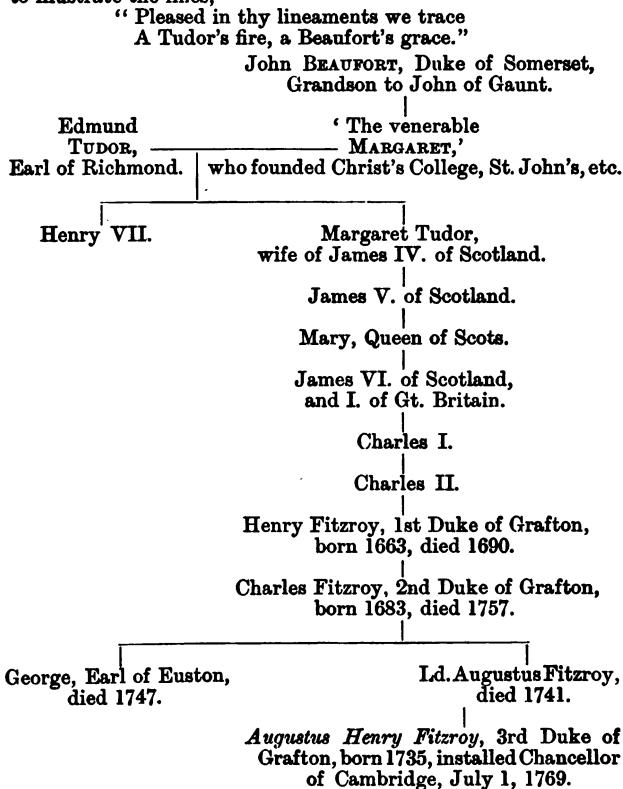 “ Pleased in thy lineaments we trace
A Tudor’s fire, a Beaufort’s grace.”
John BEAUFORT, Duke of Somerset,
Grandson to John of Gaunt.
Edmund
TUDOR,
Earl of Richmond.
‘ The venerable
MARGARET,’
who founded Christ’s College, St. John’s, etc.
Henry VII.
Margaret Tudor,
wife of James IV. of Scotland.
James V. of Scotland.
Mary, Queen of Scots.
James VI. of Scotland,
and I. of Gt. Britain.
Charles I.
Charles II.
Henry Fitzroy, 1st Duke of Grafton,
born 1663, died 1690.
Charles Fitzroy, 2nd Duke of Grafton,
born 1683, died 1757.
George, Earl of Euston,
died 1747.
Ld. Augustus Fitzroy,
died 1741.
Augustus Henry Fitzroy, 3rd Duke of
Grafton, born 1735, installed Chancellor
of Cambridge, July 1, 1769.